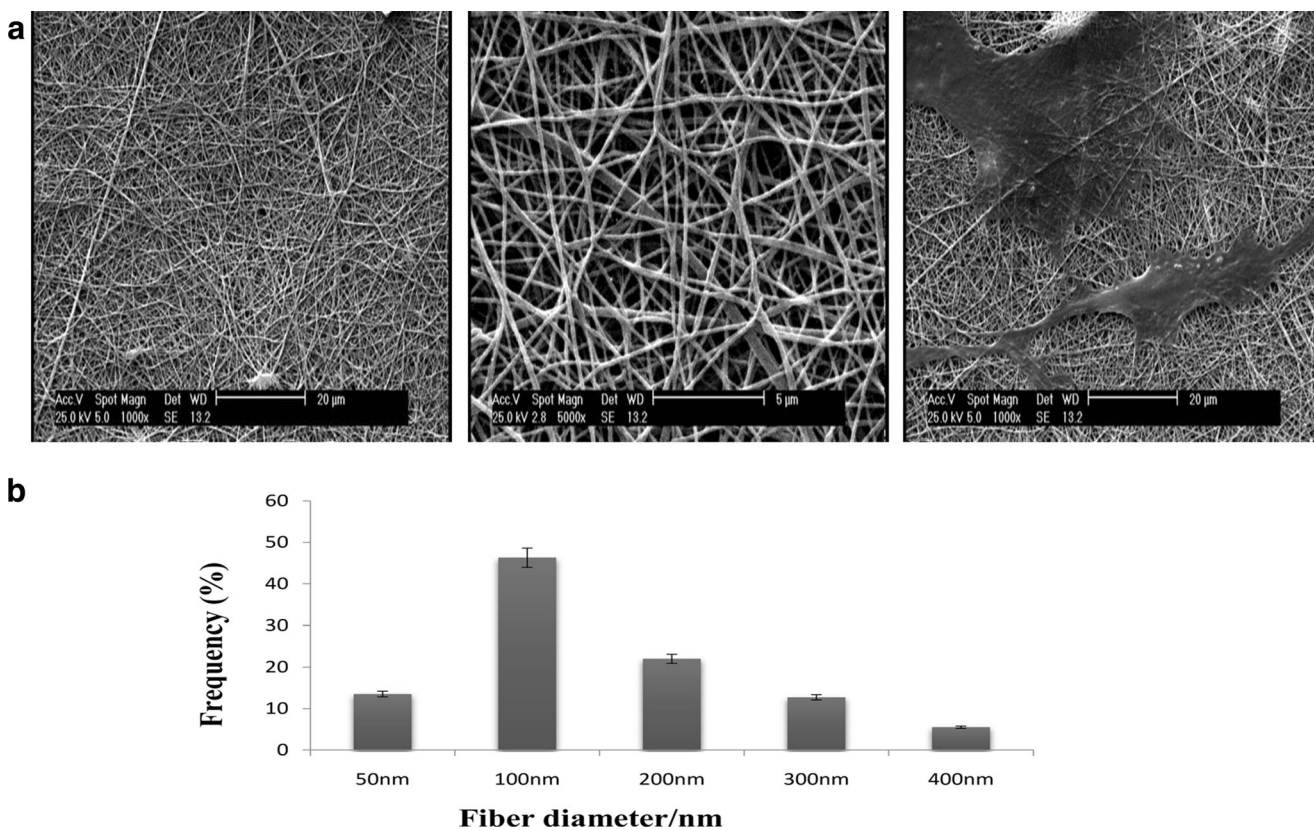 a
Acc.V Spot Magn Det WD 20 µm
25.0 kV 5.0 1000x SE 13.2
Acc.V Spot Magn Det WD 5 µm
25.0 kV 2.8 5000x SE 13.2
Acc.V Spot Magn Det WD 20 µm
25.0 kV 5.0 1000x SE 13.2
b
Frequency (%)
60
50
40
30
20
10
0
50nm 100nm 200nm 300nm 400nm
Fiber diameter/nm